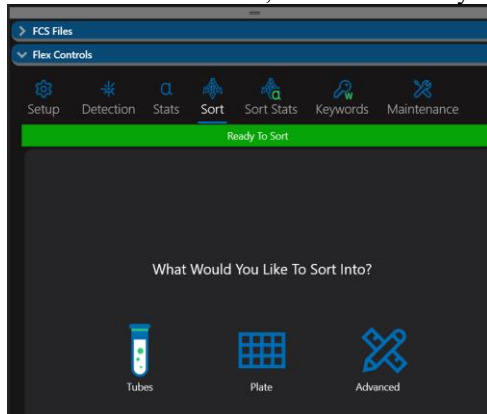 FCS Files
Flex Controls
Setup Detection Stats Sort Sort Stats Keywords Maintenance
Ready To Sort
What Would You Like To Sort Into?
Tubes Plate Advanced